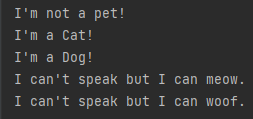 I'm not a pet!
I'm a Cat!
I'm a Dog!
I can't speak but I can meow.
I can't speak but I can woof.